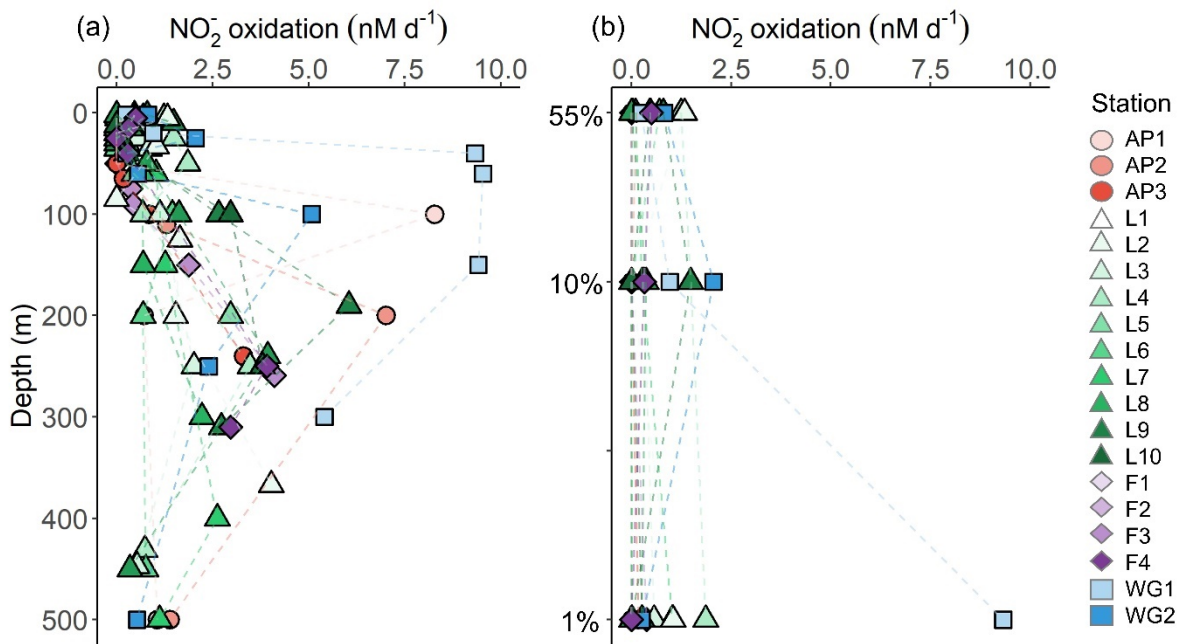 (a) NO₂⁻ oxidation (nM d⁻¹) (b) NO₂⁻ oxidation (nM d⁻¹)
0.0 2.5 5.0 7.5 10.0 0.0 2.5 5.0 7.5 10.0
Depth (m)
0
100
200
300
400
500
55%
10%
1%
Station
AP1
AP2
AP3
L1
L2
L3
L4
L5
L6
L7
L8
L9
L10
F1
F2
F3
F4
WG1
WG2